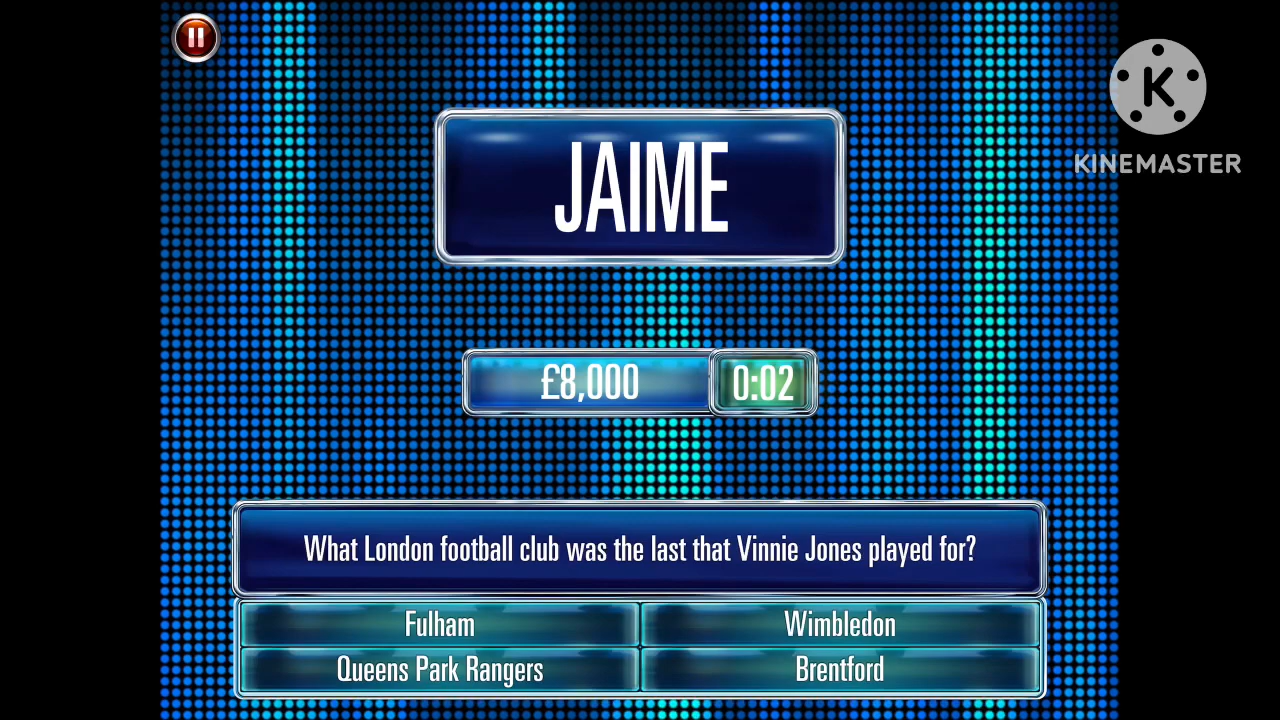 K
KINEMASTER
JAIME
£8,000
0:02
What London football club was the last that Vinnie Jones played for?
Fulham
Wimbledon
Queens Park Rangers
Brentford